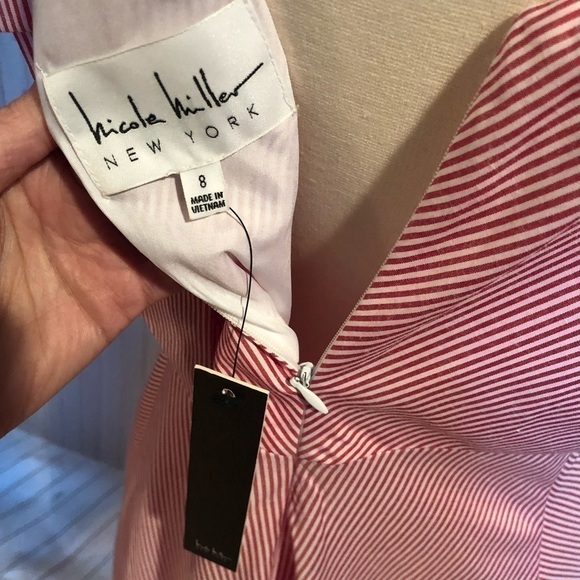 Nicole Miller
NEW YORK
8
MADE IN
VIETNAM